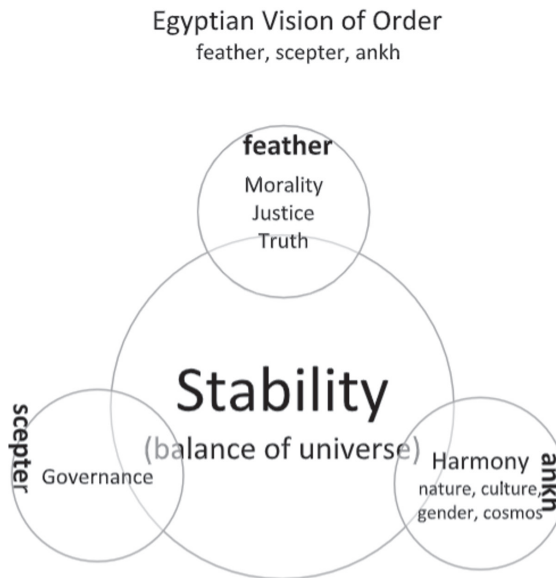 Egyptian Vision of Order
feather, scepter, ankh
feather
Morality
Justice
Truth
Stability
(balance of universe)
scepter
Governance
Harmony
nature, culture,
gender, cosmos
ankh